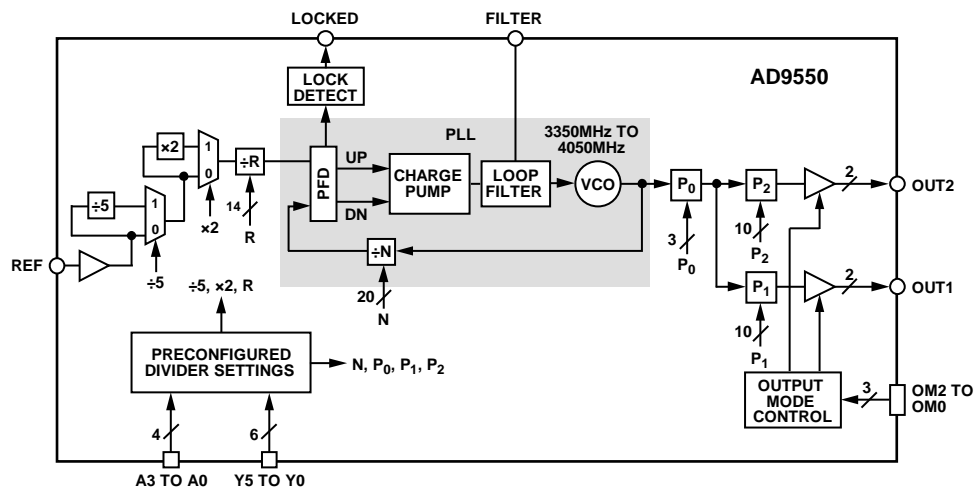 LOCKED
FILTER
AD9550
LOCK
DETECT
PLL
3350MHz TO
4050MHz
×2
1
0
÷R
14
R
×2
PFD
UP
DN
CHARGE
PUMP
LOOP
FILTER
VCO
P0
3
P0
P2
10
P2
2
OUT2
÷5
1
0
÷5
REF
÷N
20
N
P1
10
P1
2
OUT1
÷5, ×2, R
PRECONFIGURED
DIVIDER SETTINGS
N, P0, P1, P2
OUTPUT
MODE
CONTROL
3
OM2 TO
OM0
4
6
A3 TO A0
Y5 TO Y0